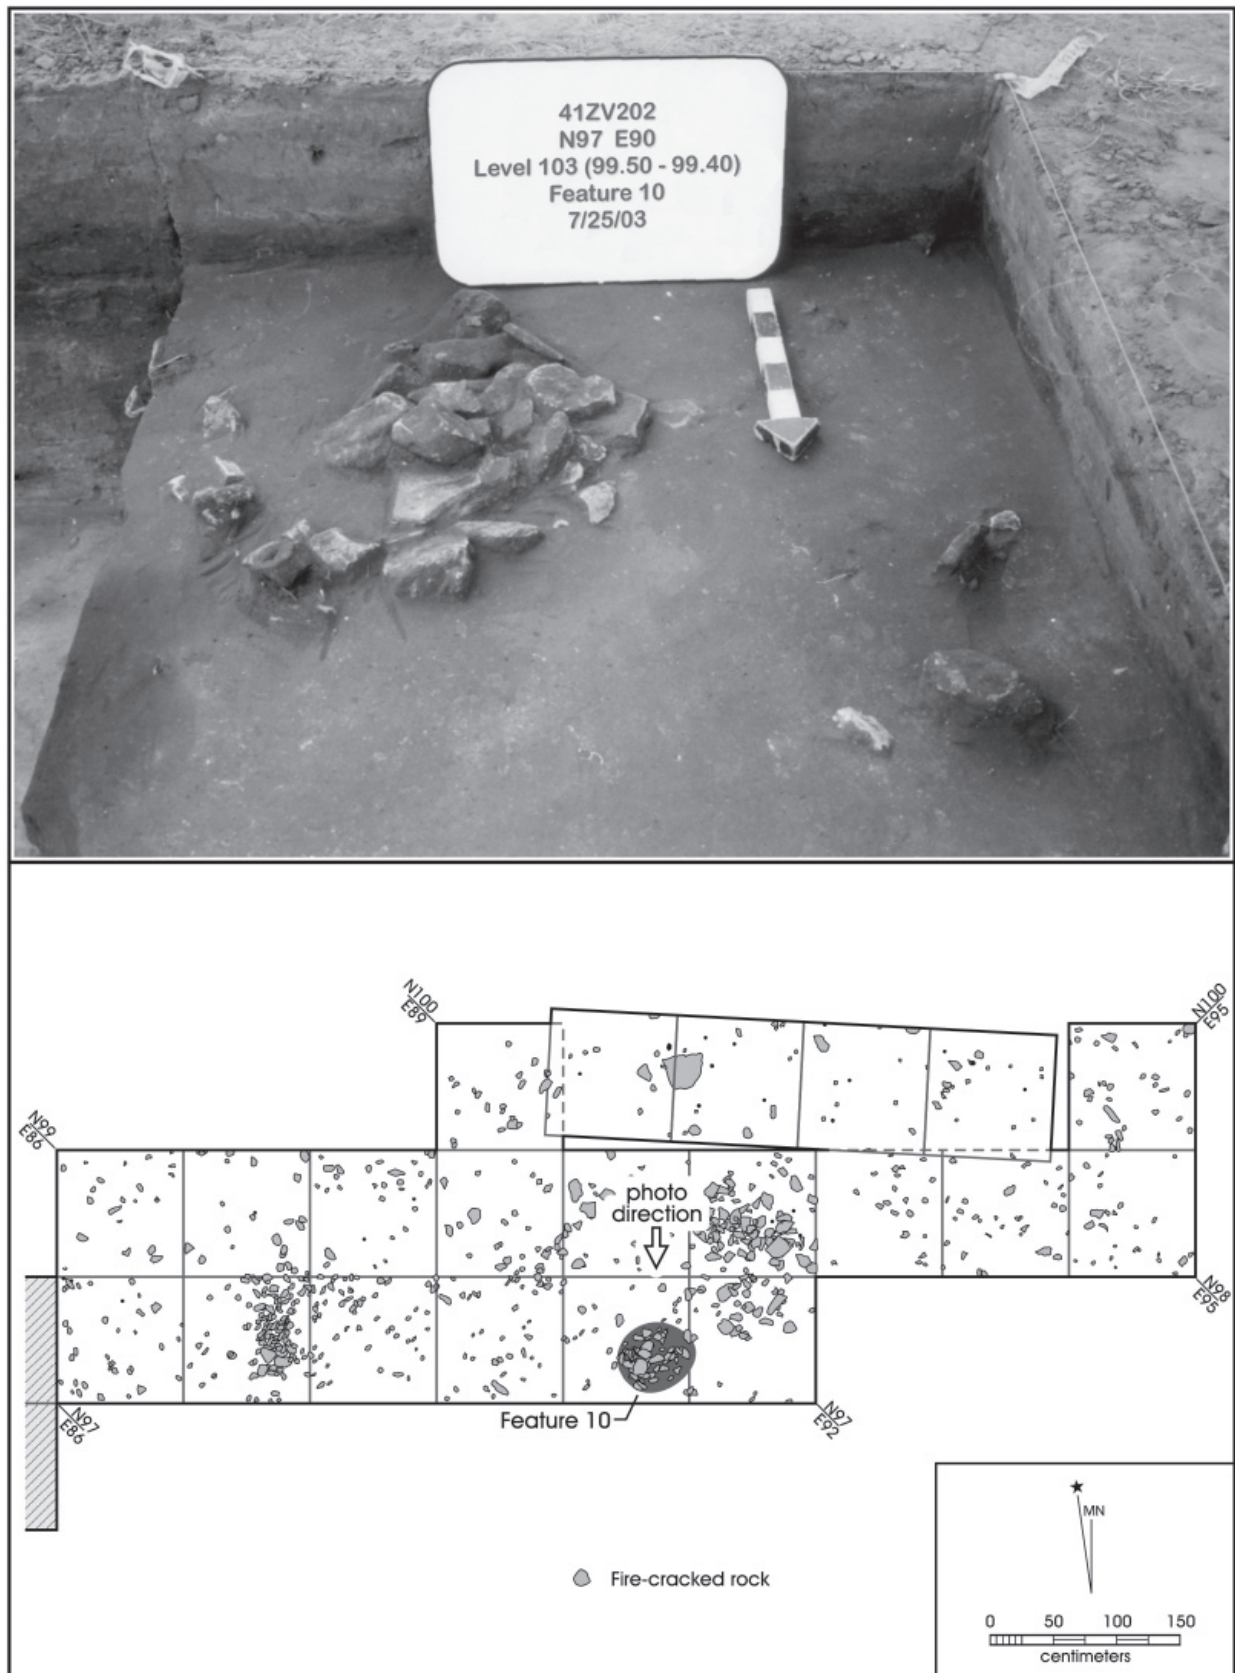 41ZV202
N97 E90
Level 103 (99.50 - 99.40)
Feature 10
7/25/03
N100
E89
N100
E95
N99
E86
photo
direction
N98
E95
Feature 10
N97
E86
N97
E92
MN
Fire-cracked rock
0 50 100 150
centimeters